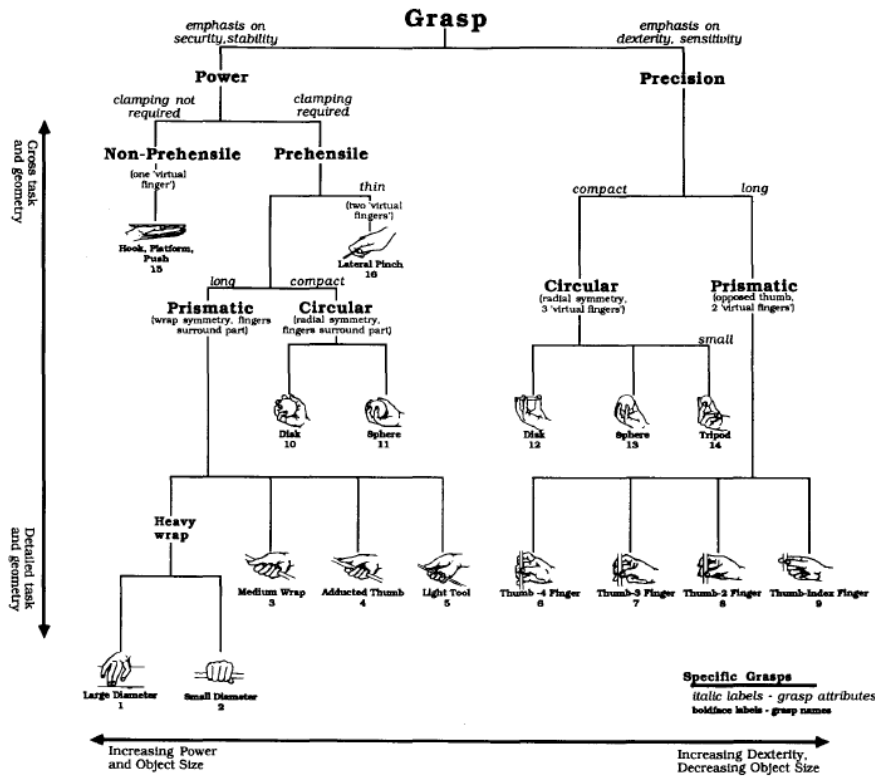 Grasp
emphasis on
security,stability
emphasis on
dexterity, sensitivity
Power
Precision
clamping not
required
clamping
required
Gross task
and geometry
Non-Prehensile
(one 'virtual
finger')
Prehensile
thin
(two 'virtual
fingers')
compact
long
Hook, Platform,
Push
15
Lateral Pinch
16
long
compact
Prismatic
(wrap symmetry, fingers
surround part)
Circular
(radial symmetry,
fingers surround part)
Circular
(radial symmetry,
3 'virtual fingers')
Prismatic
(opposed thumb,
2 'virtual fingers')
small
Disk
10
Sphere
11
Disk
12
Sphere
13
Tripod
14
Detailed task
and geometry
Heavy
wrap
Medium Wrap
3
Adducted Thumb
4
Light Tool
5
Thumb -4 Finger
6
Thumb-3 Finger
7
Thumb-2 Finger
8
Thumb-Index Finger
9
Large Diameter
1
Small Diameter
2
Specific Grasps
italic labels - grasp attributes
boldface labels - grasp names
Increasing Power
and Object Size
Increasing Dexterity,
Decreasing Object Size